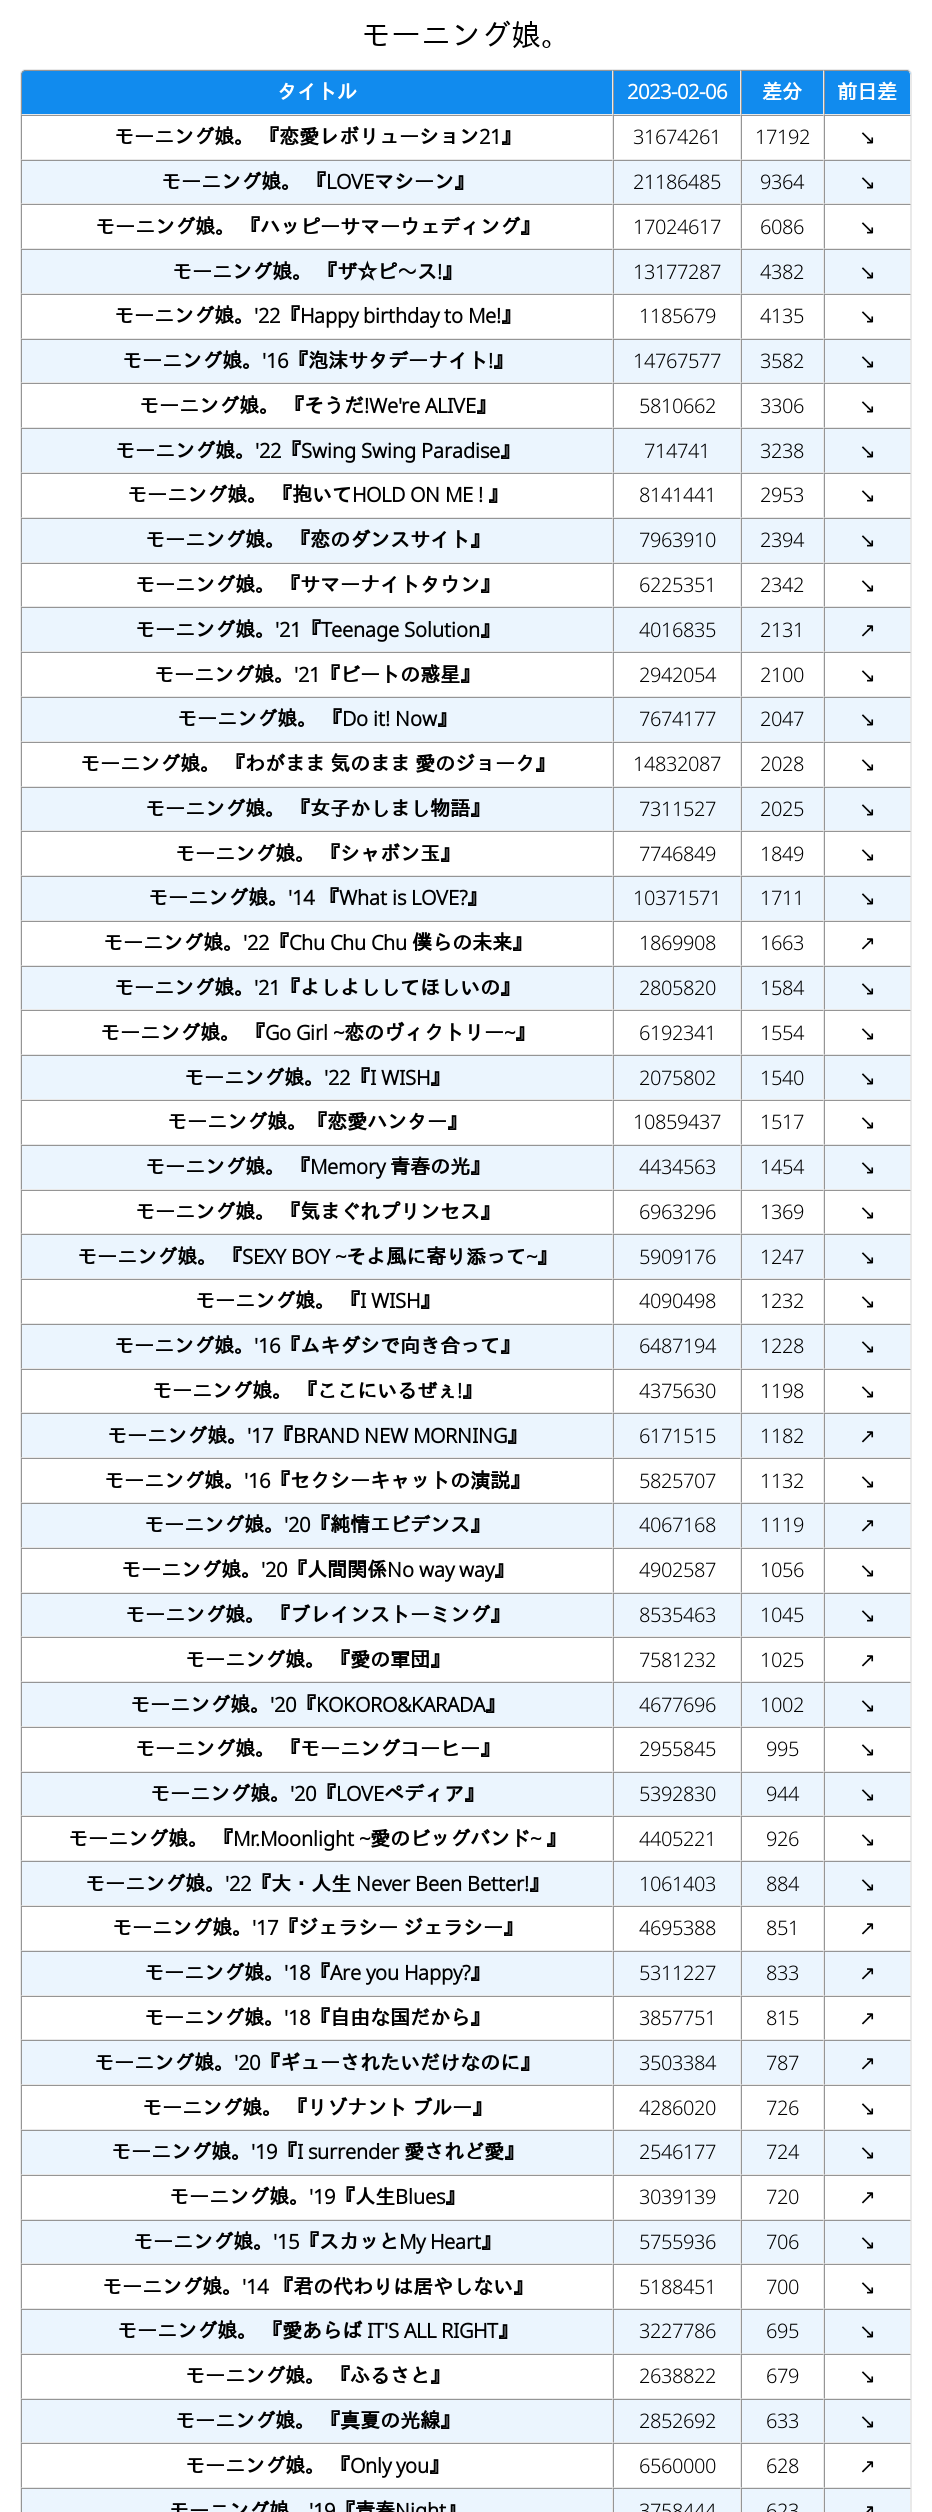 モーニング娘。
タイトル 2023-02-06 差分 前日差
モーニング娘。 『恋愛レボリューション21』 31674261 17192 ↘
モーニング娘。 『LOVEマシーン』 21186485 9364 ↘
モーニング娘。 『ハッピーサマーウェディング』 17024617 6086 ↘
モーニング娘。 『ザ☆ピ〜ス!』 13177287 4382 ↘
モーニング娘。'22『Happy birthday to Me!』 1185679 4135 ↘
モーニング娘。'16『泡沫サタデーナイト!』 14767577 3582 ↘
モーニング娘。 『そうだ!We're ALIVE』 5810662 3306 ↘
モーニング娘。'22『Swing Swing Paradise』 714741 3238 ↘
モーニング娘。 『抱いてHOLD ON ME ! 』 8141441 2953 ↘
モーニング娘。 『恋のダンスサイト』 7963910 2394 ↘
モーニング娘。 『サマーナイトタウン』 6225351 2342 ↘
モーニング娘。'21『Teenage Solution』 4016835 2131 ↗
モーニング娘。'21『ビートの惑星』 2942054 2100 ↘
モーニング娘。 『Do it! Now』 7674177 2047 ↘
モーニング娘。 『わがまま 気のまま 愛のジョーク』 14832087 2028 ↘
モーニング娘。 『女子かしまし物語』 7311527 2025 ↘
モーニング娘。 『シャボン玉』 7746849 1849 ↘
モーニング娘。'14 『What is LOVE?』 10371571 1711 ↘
モーニング娘。'22『Chu Chu Chu 僕らの未来』 1869908 1663 ↗
モーニング娘。'21『よしよししてほしいの』 2805820 1584 ↘
モーニング娘。 『Go Girl ~恋のヴィクトリー~』 6192341 1554 ↘
モーニング娘。'22『I WISH』 2075802 1540 ↘
モーニング娘。『恋愛ハンター』 10859437 1517 ↘
モーニング娘。 『Memory 青春の光』 4434563 1454 ↘
モーニング娘。 『気まぐれプリンセス』 6963296 1369 ↘
モーニング娘。 『SEXY BOY ~そよ風に寄り添って~』 5909176 1247 ↘
モーニング娘。 『I WISH』 4090498 1232 ↘
モーニング娘。'16『ムキダシで向き合って』 6487194 1228 ↘
モーニング娘。 『ここにいるぜぇ!』 4375630 1198 ↘
モーニング娘。'17『BRAND NEW MORNING』 6171515 1182 ↗
モーニング娘。'16『セクシーキャットの演説』 5825707 1132 ↘
モーニング娘。'20『純情エビデンス』 4067168 1119 ↗
モーニング娘。'20『人間関係No way way』 4902587 1056 ↘
モーニング娘。 『ブレインストーミング』 8535463 1045 ↘
モーニング娘。 『愛の軍団』 7581232 1025 ↗
モーニング娘。'20『KOKORO&KARADA』 4677696 1002 ↘
モーニング娘。 『モーニングコーヒー』 2955845 995 ↘
モーニング娘。'20『LOVEペディア』 5392830 944 ↘
モーニング娘。 『Mr.Moonlight ~愛のビッグバンド~ 』 4405221 926 ↘
モーニング娘。'22『大・人生 Never Been Better!』 1061403 884 ↘
モーニング娘。'17『ジェラシー ジェラシー』 4695388 851 ↗
モーニング娘。'18『Are you Happy?』 5311227 833 ↗
モーニング娘。'18『自由な国だから』 3857751 815 ↗
モーニング娘。'20『ギューされたいだけなのに』 3503384 787 ↗
モーニング娘。 『リゾナント ブルー』 4286020 726 ↘
モーニング娘。'19『I surrender 愛されど愛』 2546177 724 ↘
モーニング娘。'19『人生Blues』 3039139 720 ↗
モーニング娘。'15『スカッとMy Heart』 5755936 706 ↘
モーニング娘。'14 『君の代わりは居やしない』 5188451 700 ↘
モーニング娘。 『愛あらば IT'S ALL RIGHT』 3227786 695 ↘
モーニング娘。 『ふるさと』 2638822 679 ↘
モーニング娘。 『真夏の光線』 2852692 633 ↘
モーニング娘。 『Only you』 6560000 628 ↗
モーニング娘。'19『青春Night』 3758444 623 ↗